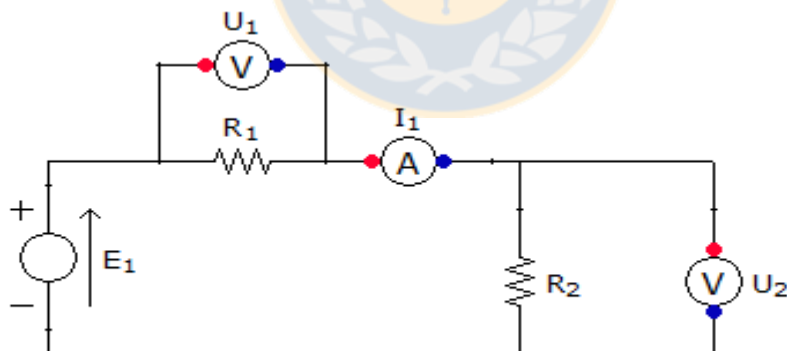 U₁
V
R₁
I₁
A
+
E₁
−
R₂
V
U₂